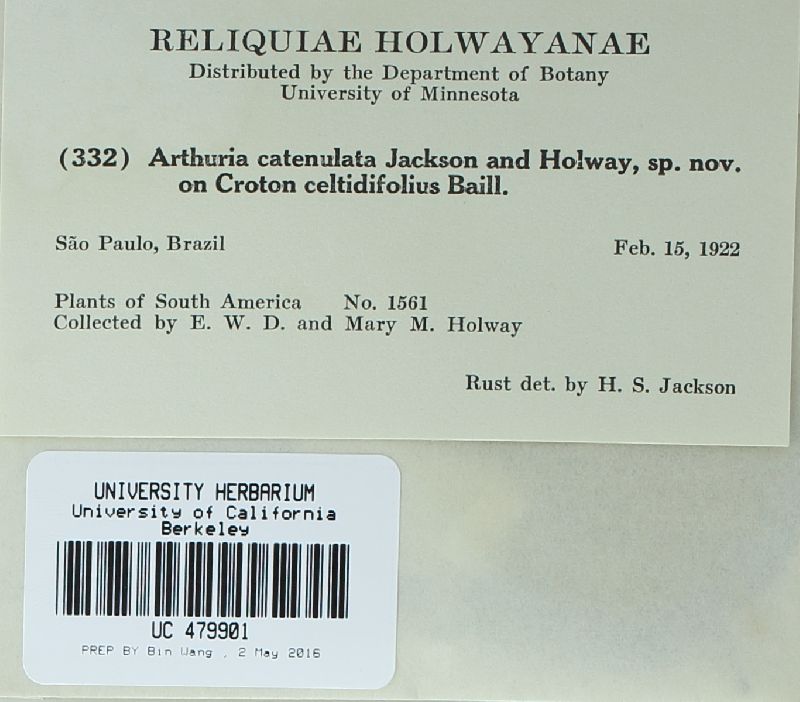 RELIQUIAE HOLWAYANAE
Distributed by the Department of Botany
University of Minnesota
(332) Arthuria catenulata Jackson and Holway, sp. nov.
on Croton celtidifolius Baill.
São Paulo, Brazil Feb. 15, 1922
Plants of South America No. 1561
Collected by E. W. D. and Mary M. Holway
Rust det. by H. S. Jackson
UNIVERSITY HERBARIUM
University of California
Berkeley
UC 479901
PREP BY Bin Wang , 2 May 2016